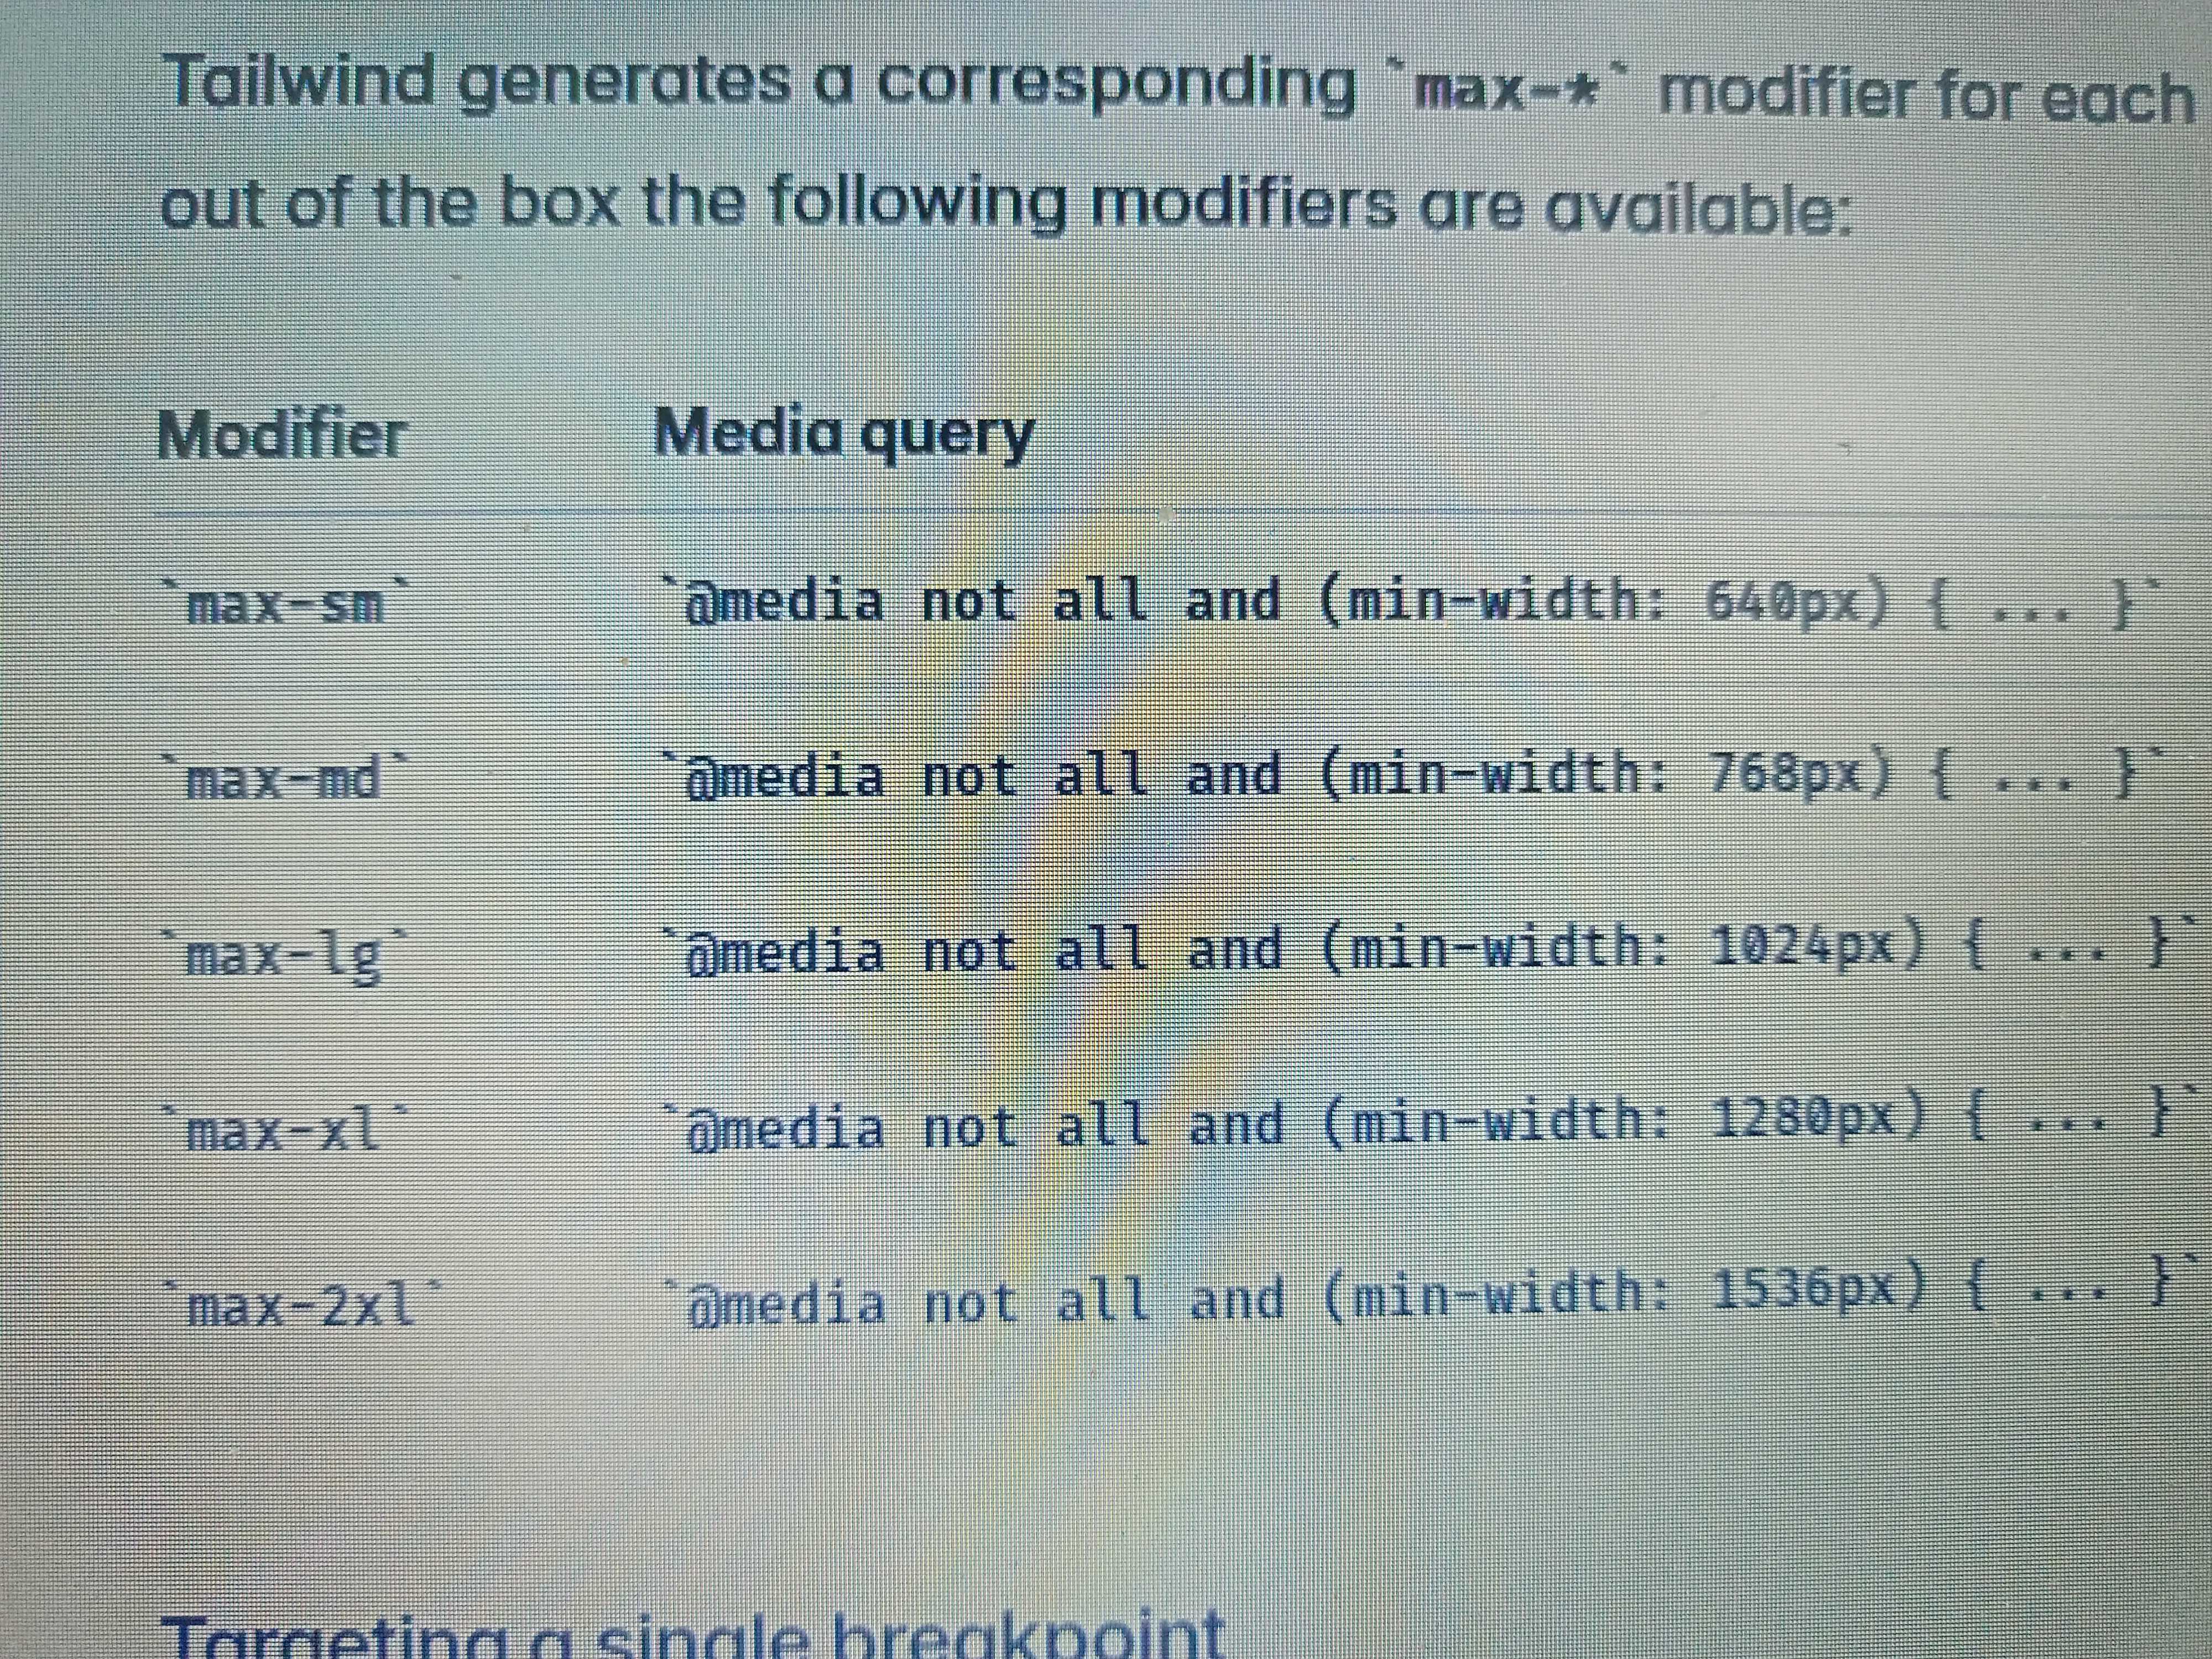 Tailwind generates a corresponding `max-*` modifier for each
out of the box the following modifiers are available:
Modifier Media query
`max-sm` `@media not all and (min-width: 640px) { ... }`
`max-md` `@media not all and (min-width: 768px) { ... }`
`max-lg` `@media not all and (min-width: 1024px) { ... }`
`max-xl` `@media not all and (min-width: 1280px) { ... }`
`max-2xl` `@media not all and (min-width: 1536px) { ... }`
Targeting a single breakpoint